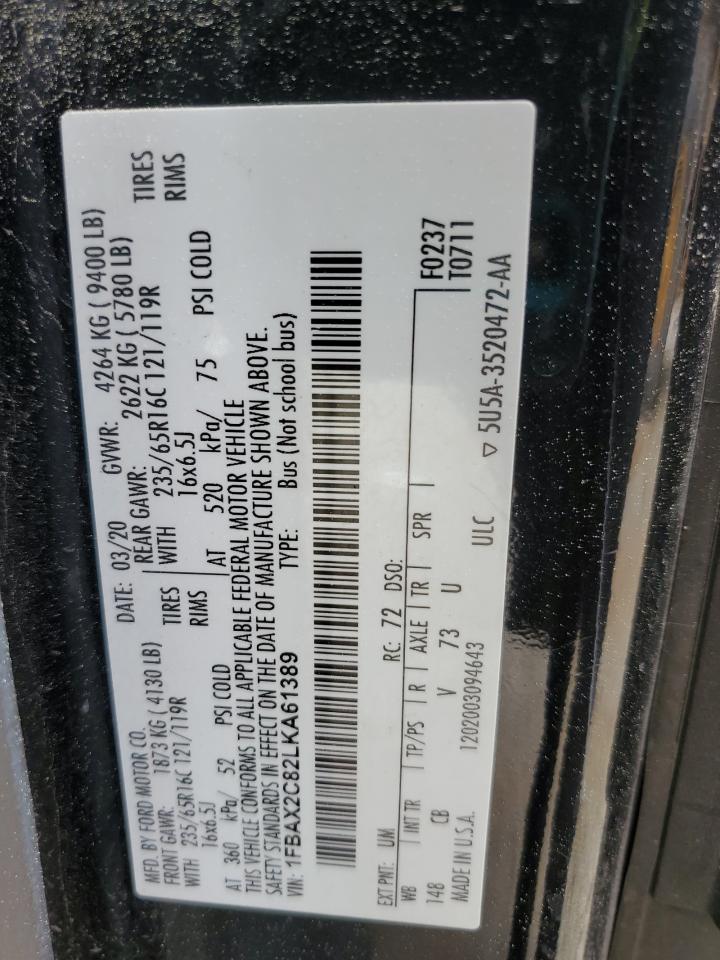 MFD. BY FORD MOTOR CO.
DATE: 03/20 GVWR: 4264 KG ( 9400 LB)
FRONT GAWR: 1873 KG ( 4130 LB) REAR GAWR: 2622 KG ( 5780 LB)
WITH 235/65R16C 121/119R TIRES WITH 235/65R16C 121/119R TIRES
16x6.5J RIMS 16x6.5J RIMS
AT 360 kPa/ 52 PSI COLD AT 520 kPa/ 75 PSI COLD
THIS VEHICLE CONFORMS TO ALL APPLICABLE FEDERAL MOTOR VEHICLE
SAFETY STANDARDS IN EFFECT ON THE DATE OF MANUFACTURE SHOWN ABOVE.
VIN: 1FBAX2C82LKA61389 TYPE: Bus (Not school bus)
EXT PNT: UM RC: 72 DSO:
WB INT TR TP/PS R AXLE TR SPR F0237
148 CB V 73 U T0711
MADE IN U.S.A. 1202003094643 ULC ▽ 5U5A-3520472-AA